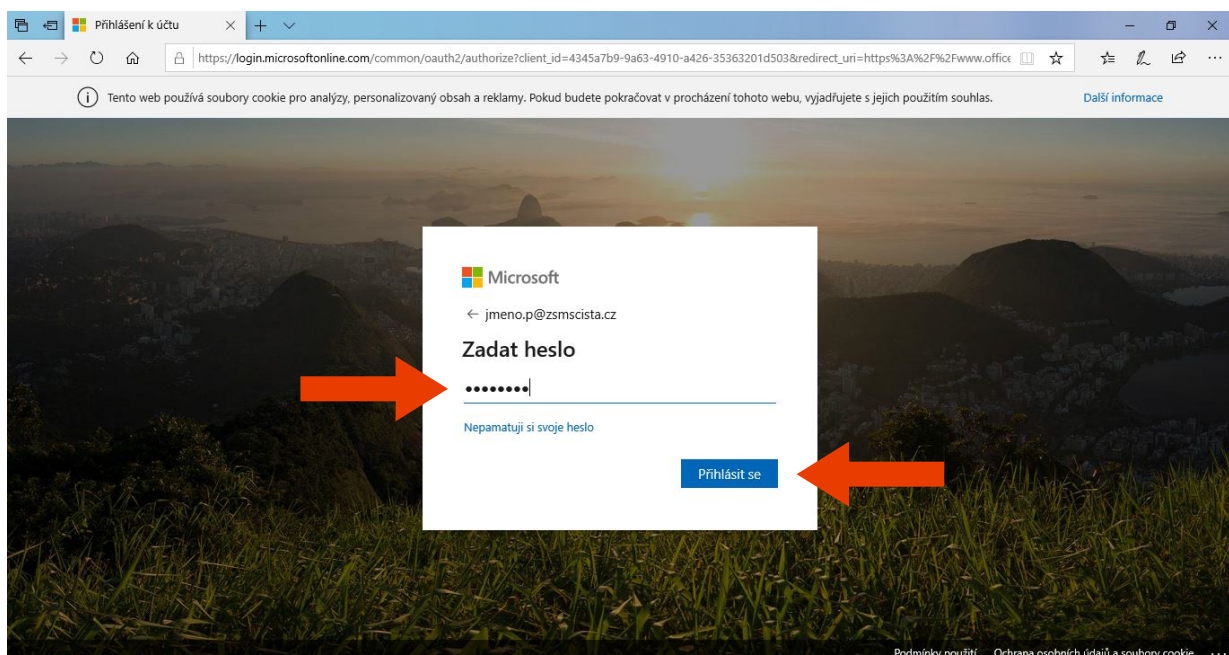 Přihlášení k účtu
https://login.microsoftonline.com/common/oauth2/authorize?client_id=4345a7b9-9a63-4910-a426-35363201d503&redirect_uri=https%3A%2F%2Fwww.office
Tento web používá soubory cookie pro analýzy, personalizovaný obsah a reklamy. Pokud budete pokračovat v procházení tohoto webu, vyjadřujete s jejich použitím souhlas. Další informace
Microsoft
← jmeno.p@zsmscista.cz
Zadat heslo
••••••••
Nepamatuji si svoje heslo
Přihlásit se
Podmínky použití Ochrana osobních údajů a soubory cookie ...